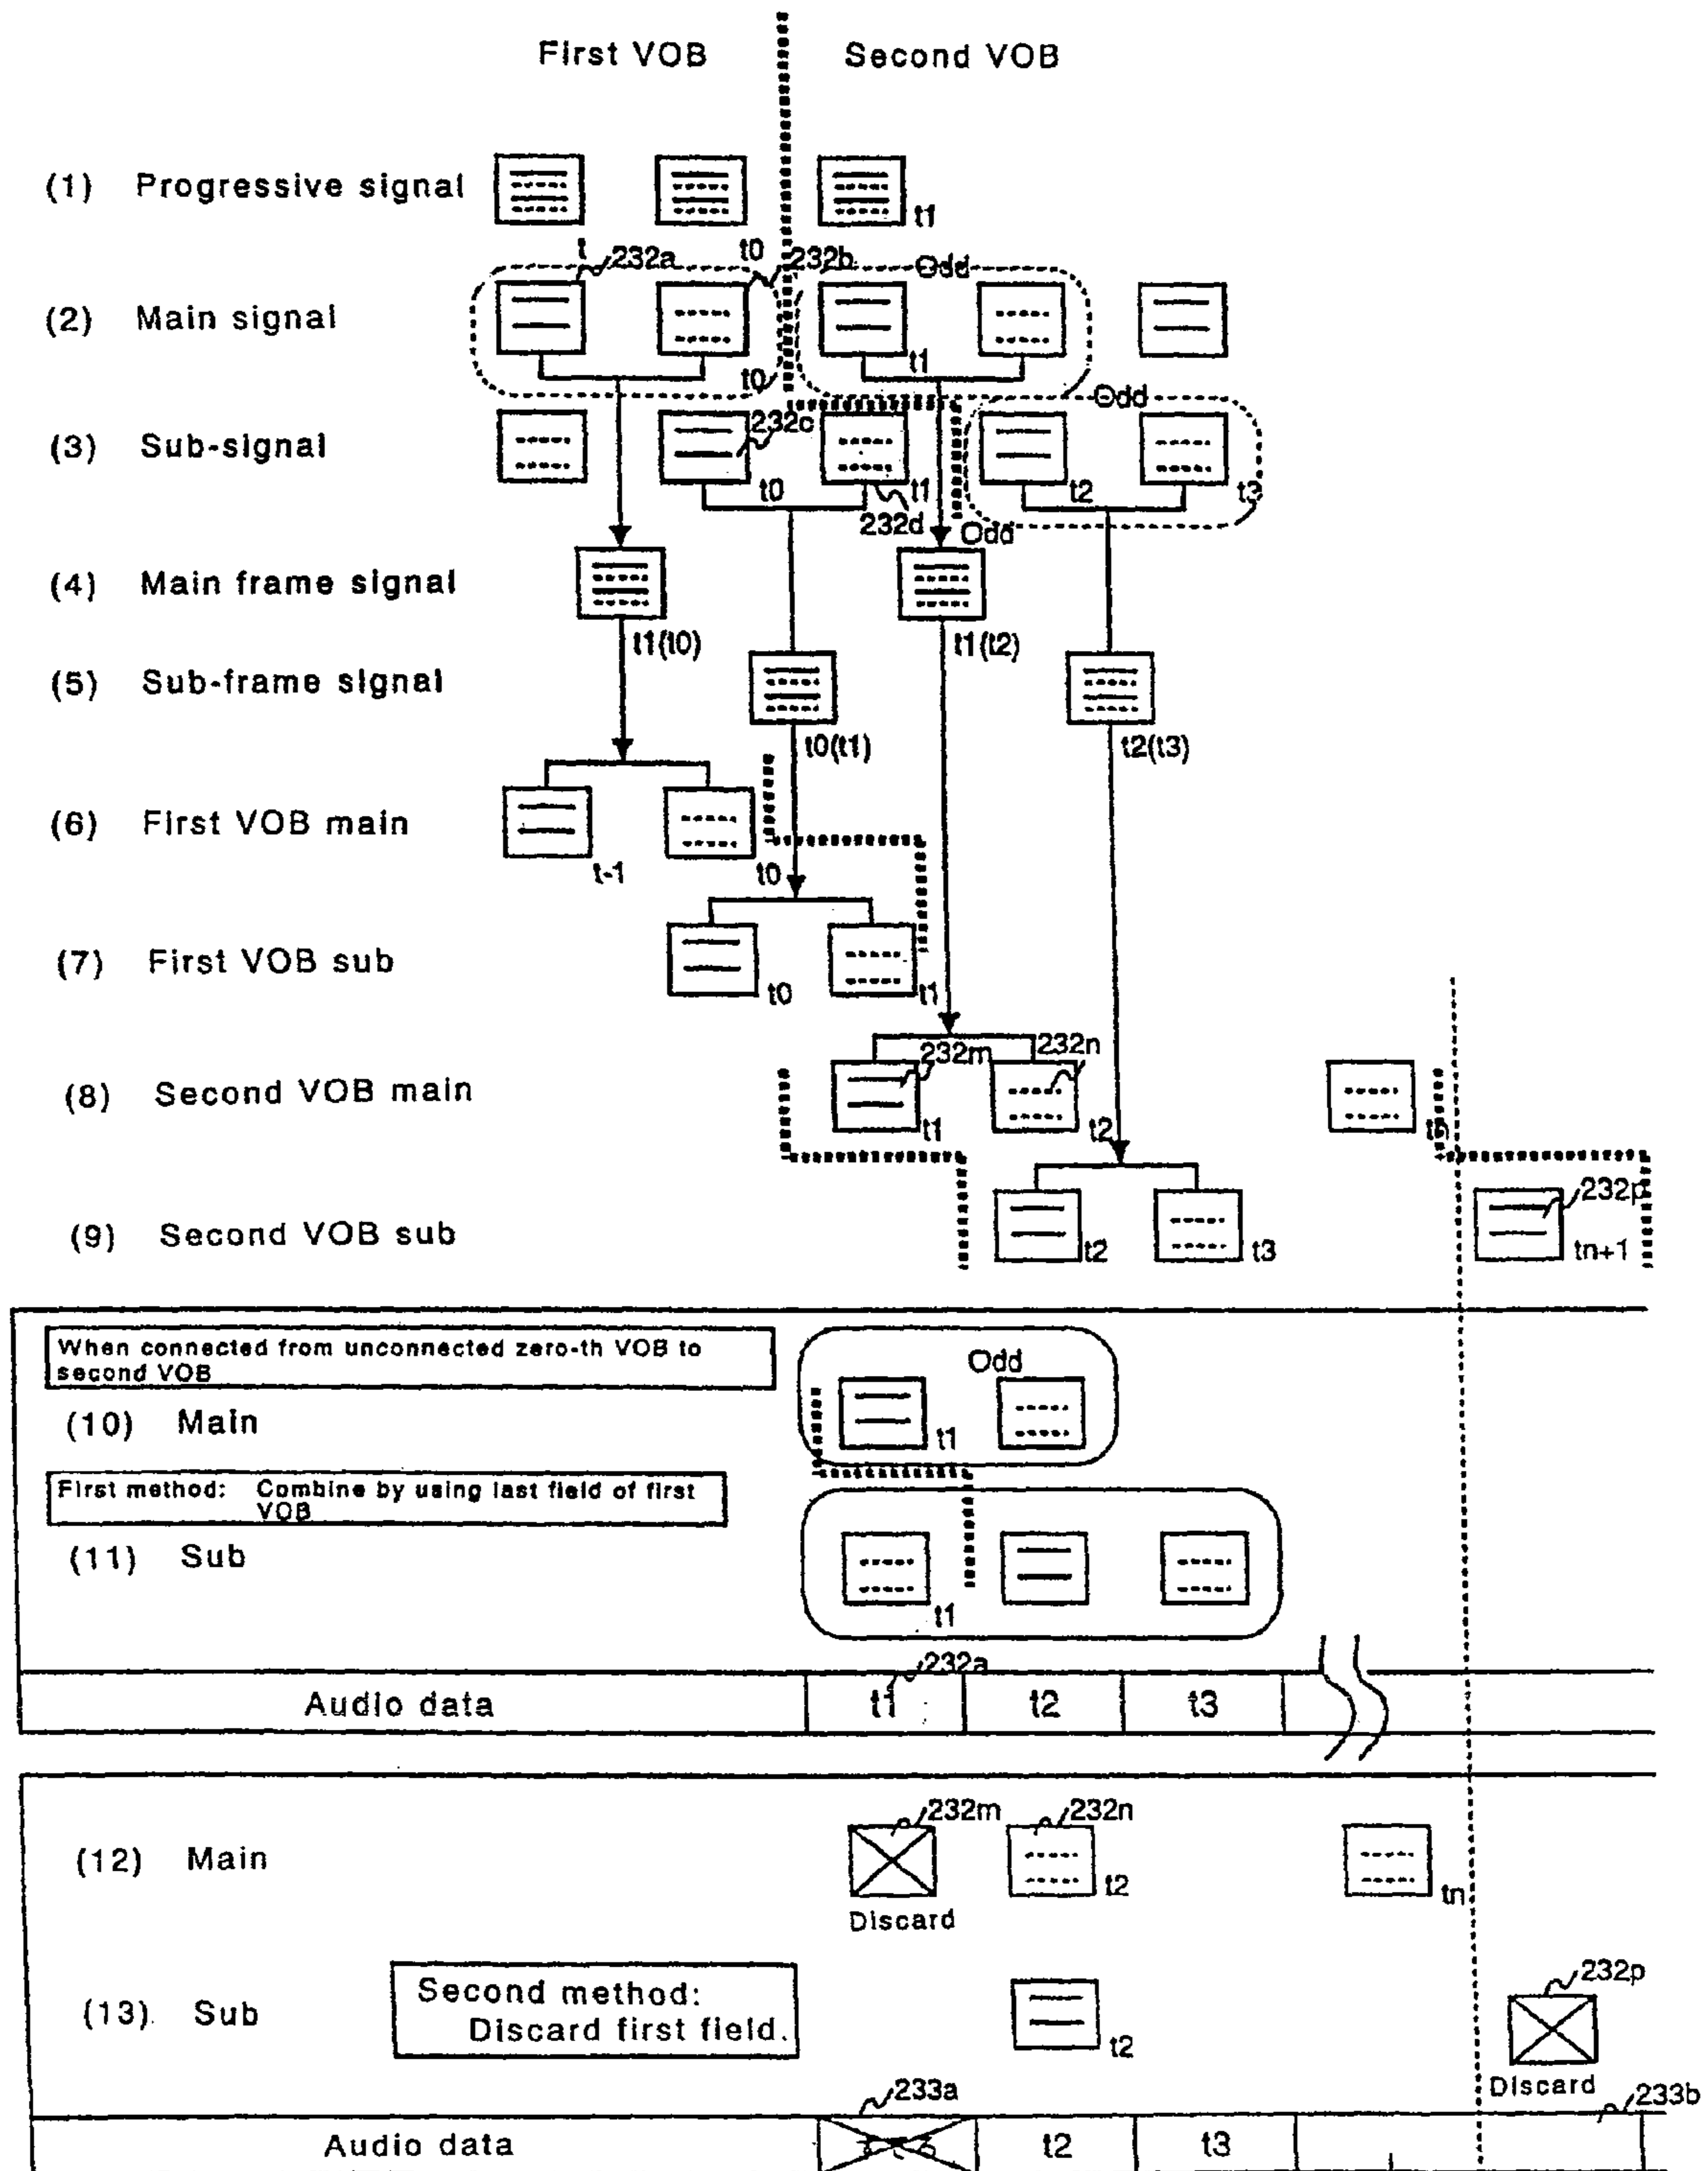 First VOB
Second VOB
(1) Progressive signal
t1
t
t0
232a
232b
Odd
(2) Main signal
t1
t0
Odd
232c
(3) Sub-signal
t0
t1
t2
t3
232d
Odd
(4) Main frame signal
t1(t0)
t1(t2)
(5) Sub-frame signal
t0(t1)
t2(t3)
(6) First VOB main
t-1
t0
(7) First VOB sub
t0
t1
232m
232n
(8) Second VOB main
t1
t2
232p
(9) Second VOB sub
t2
t3
tn+1
When connected from unconnected zero-th VOB to
second VOB
Odd
(10) Main
t1
First method: Combine by using last field of first
VOB
(11) Sub
t1
232a
Audio data
t1
t2
t3
232m
232n
(12) Main
t2
tn
Discard
232p
(13). Sub
Second method:
Discard first field.
t2
Discard
233a
233b
Audio data
t2
t3